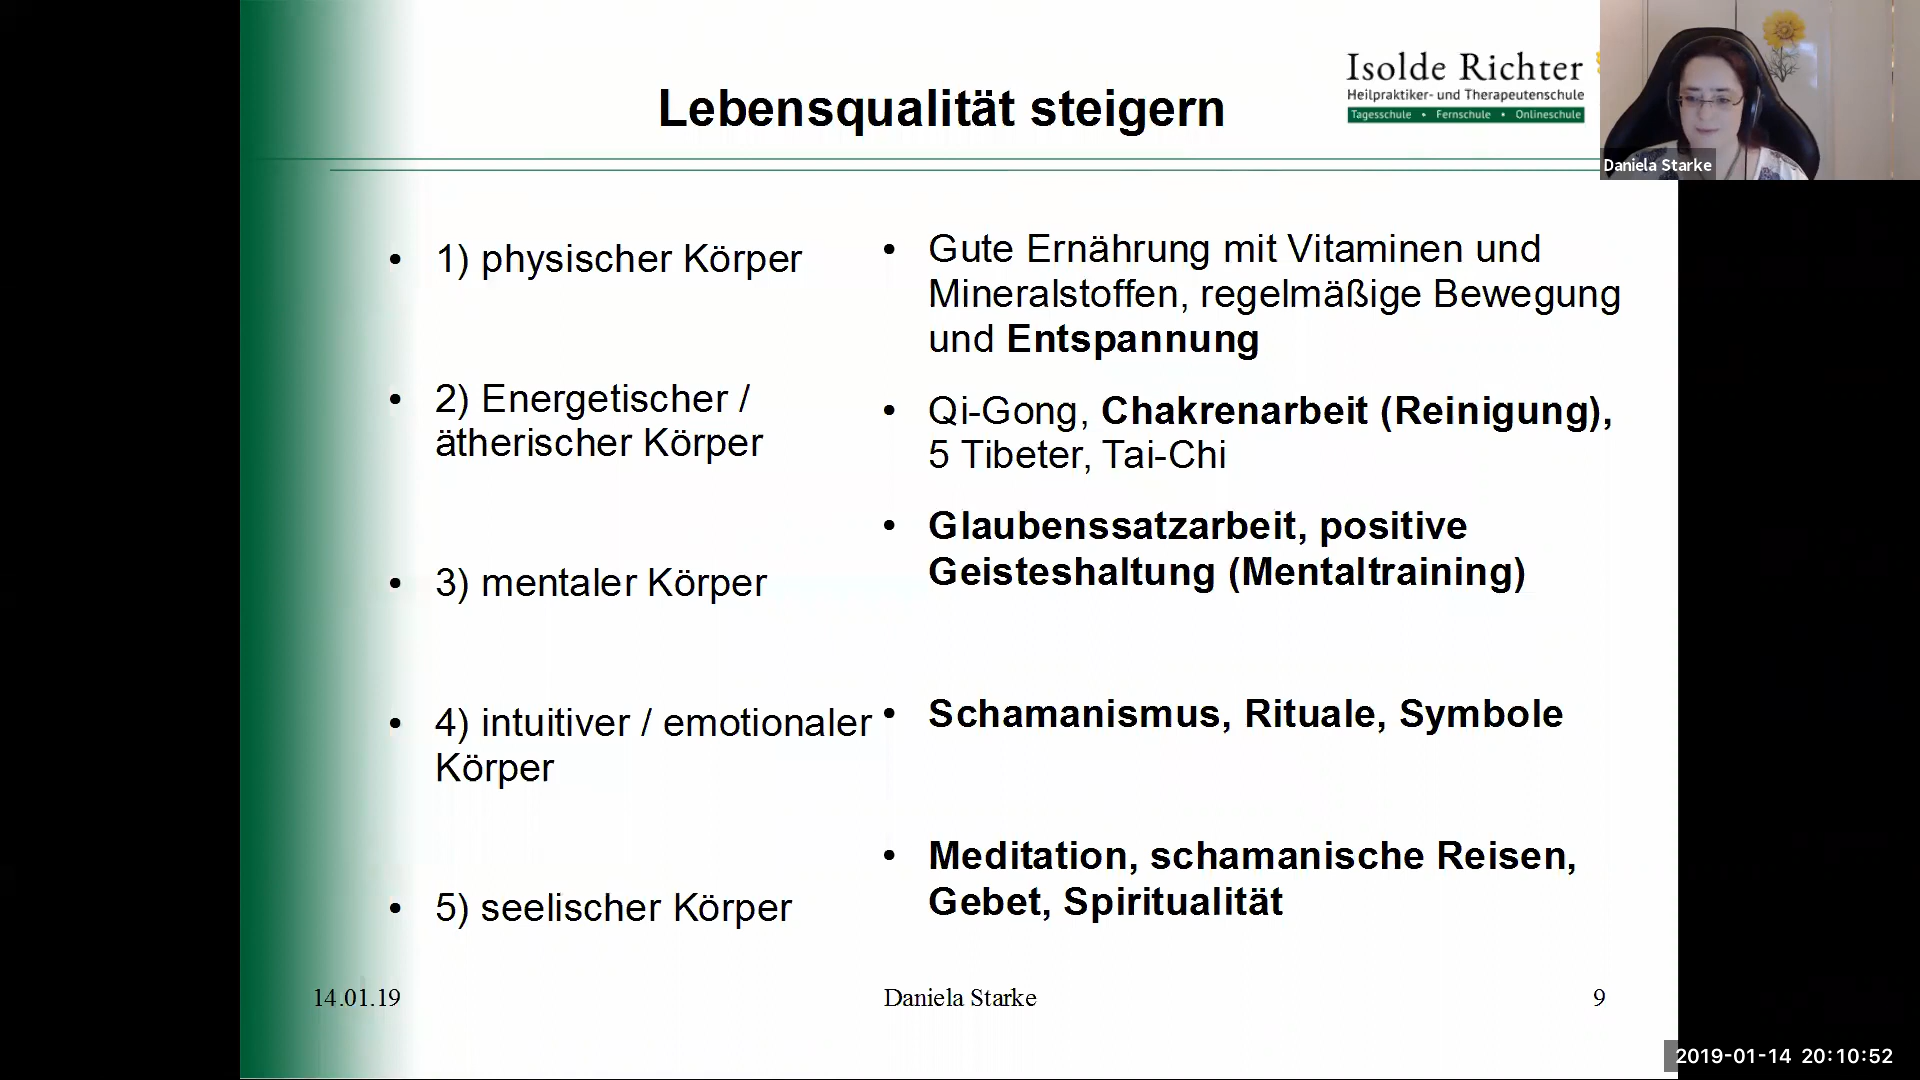 Lebensqualität steigern
Isolde Richter
Heilpraktiker- und Therapeutenschule
Tagesschule • Fernschule • Onlineschule
Daniela Starke
• 1) physischer Körper
• Gute Ernährung mit Vitaminen und
Mineralstoffen, regelmäßige Bewegung
und Entspannung
• 2) Energetischer /
ätherischer Körper
• Qi-Gong, Chakrenarbeit (Reinigung),
5 Tibeter, Tai-Chi
• 3) mentaler Körper
• Glaubenssatzarbeit, positive
Geisteshaltung (Mentaltraining)
• 4) intuitiver / emotionaler
Körper
• Schamanismus, Rituale, Symbole
• 5) seelischer Körper
• Meditation, schamanische Reisen,
Gebet, Spiritualität
14.01.19
Daniela Starke
9
2019-01-14 20:10:52